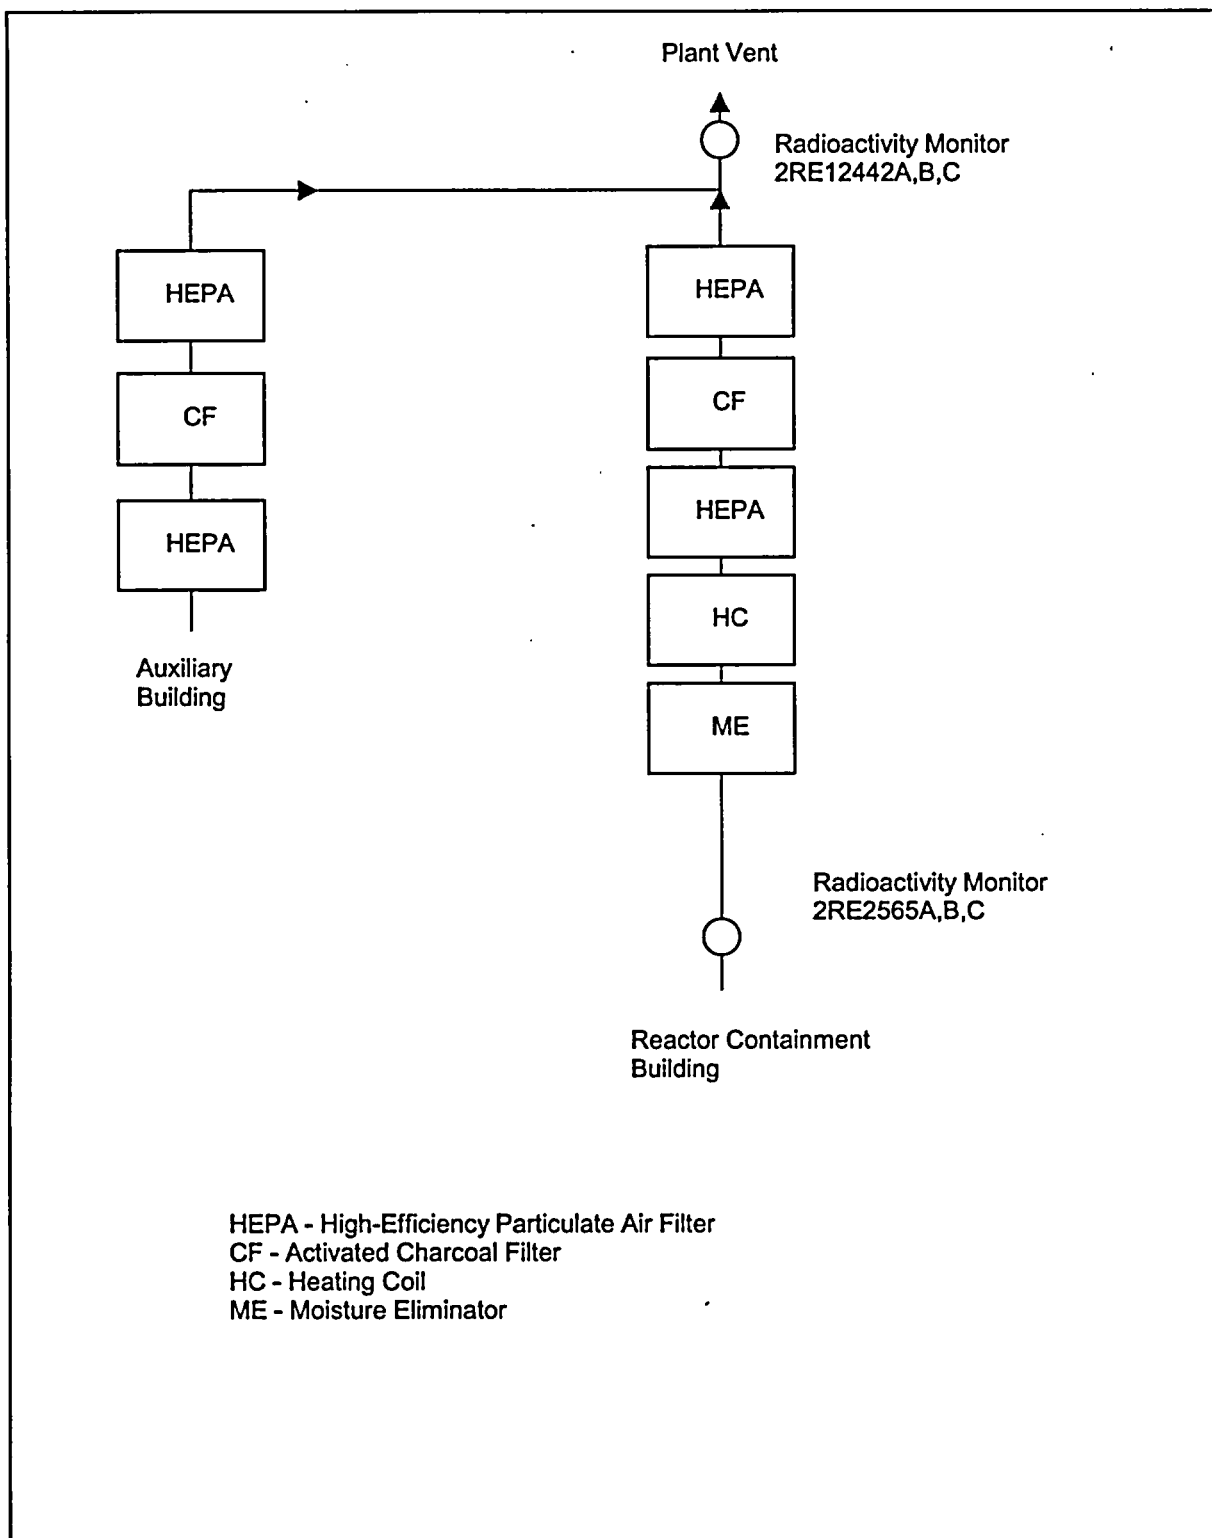 Plant Vent
Radioactivity Monitor
2RE12442A,B,C
HEPA
CF
HEPA
Auxiliary
Building
HEPA
CF
HEPA
HC
ME
Radioactivity Monitor
2RE2565A,B,C
Reactor Containment
Building
HEPA - High-Efficiency Particulate Air Filter
CF - Activated Charcoal Filter
HC - Heating Coil
ME - Moisture Eliminator